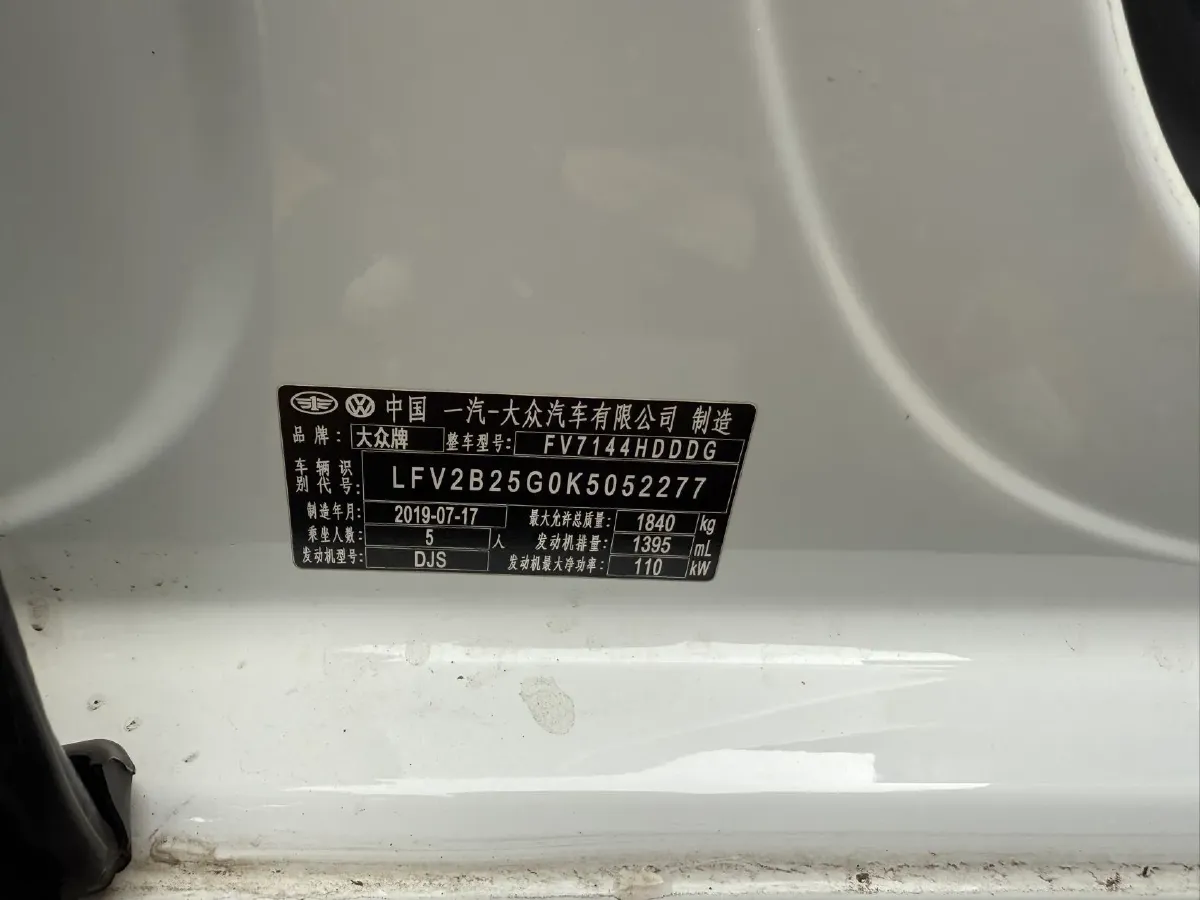 中国 一汽-大众汽车有限公司 制造
品牌: 大众牌 整车型号: FV7144HDDDG
车辆识别代号: LFV2B25G0K5052277
制造年月: 2019-07-17 最大允许总质量: 1840 kg
乘坐人数: 5 人 发动机排量: 1395 mL
发动机型号: DJS 发动机最大净功率: 110 kW